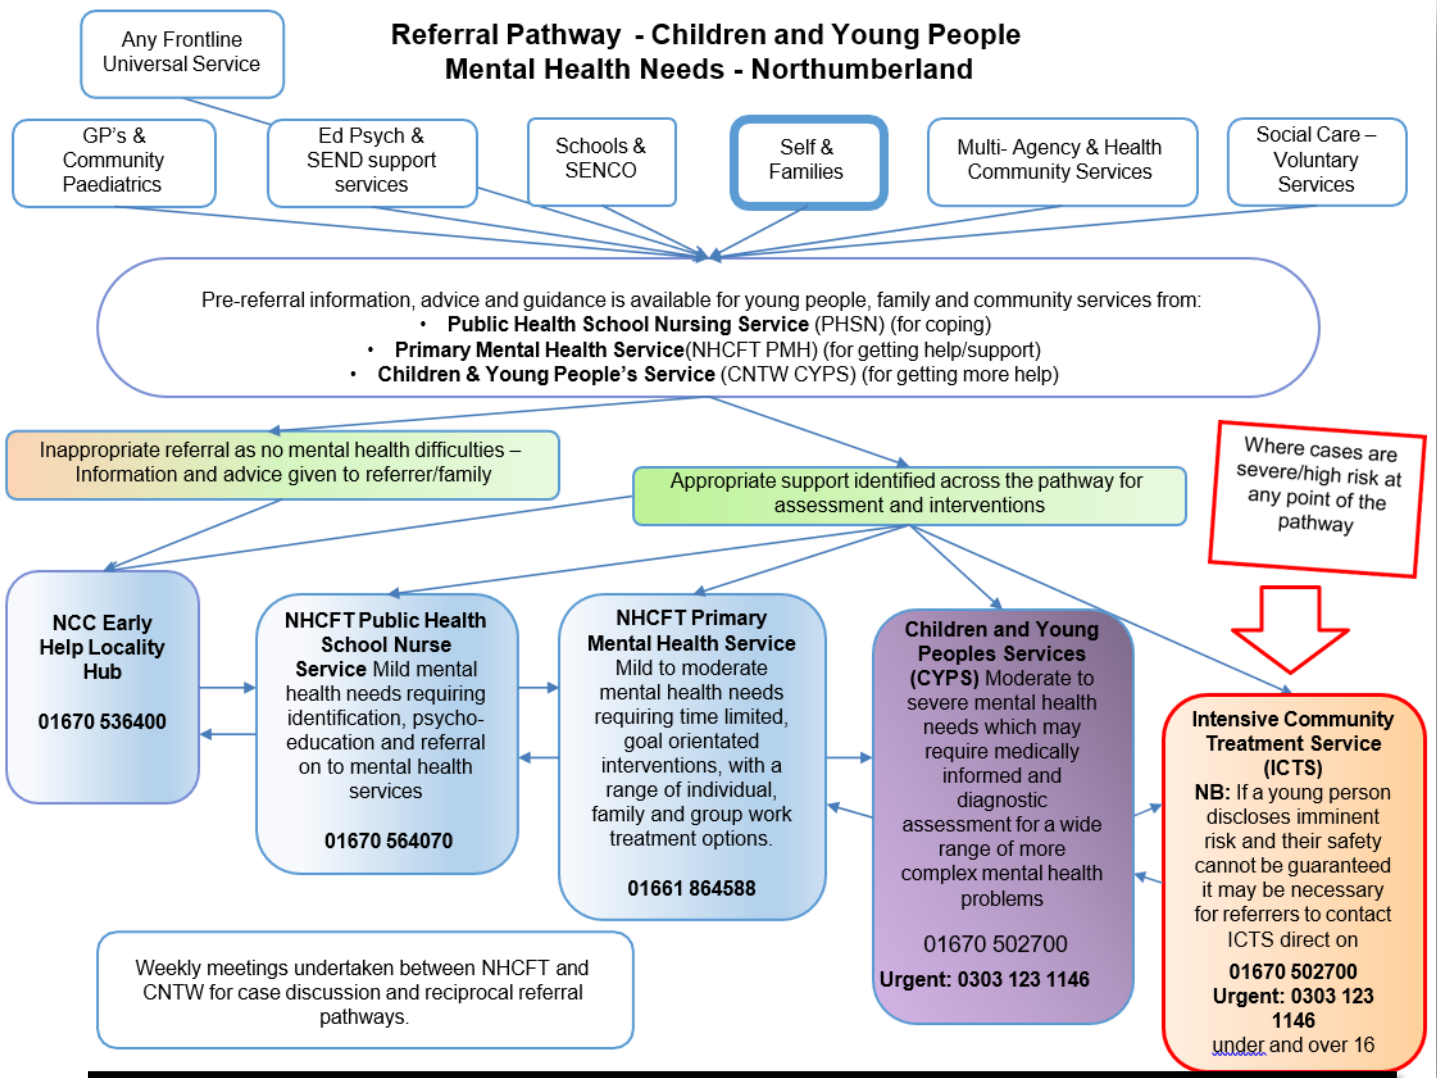 Referral Pathway  - Children and Young People
Mental Health Needs - Northumberland
Any Frontline
Universal Service
GP's &
Community
Paediatrics
Ed Psych &
SEND support
services
Schools &
SENCO
Self &
Families
Multi- Agency & Health
Community Services
Social Care –
Voluntary
Services
Pre-referral information, advice and guidance is available for young people, family and community services from:
• Public Health School Nursing Service (PHSN) (for coping)
• Primary Mental Health Service(NHCFT PMH) (for getting help/support)
• Children & Young People's Service (CNTW CYPS) (for getting more help)
Inappropriate referral as no mental health difficulties –
Information and advice given to referrer/family
Appropriate support identified across the pathway for
assessment and interventions
Where cases are
severe/high risk at
any point of the
pathway
NCC Early
Help Locality
Hub
01670 536400
NHCFT Public Health
School Nurse
Service Mild mental
health needs requiring
identification, psycho-
education and referral
on to mental health
services
01670 564070
NHCFT Primary
Mental Health Service
Mild to moderate
mental health needs
requiring time limited,
goal orientated
interventions, with a
range of individual,
family and group work
treatment options.
01661 864588
Children and Young
Peoples Services
(CYPS) Moderate to
severe mental health
needs which may
require medically
informed and
diagnostic
assessment for a wide
range of more
complex mental health
problems
01670 502700
Urgent: 0303 123 1146
Intensive Community
Treatment Service
(ICTS)
NB: If a young person
discloses imminent
risk and their safety
cannot be guaranteed
it may be necessary
for referrers to contact
ICTS direct on
01670 502700
Urgent: 0303 123
1146
under and over 16
Weekly meetings undertaken between NHCFT and
CNTW for case discussion and reciprocal referral
pathways.